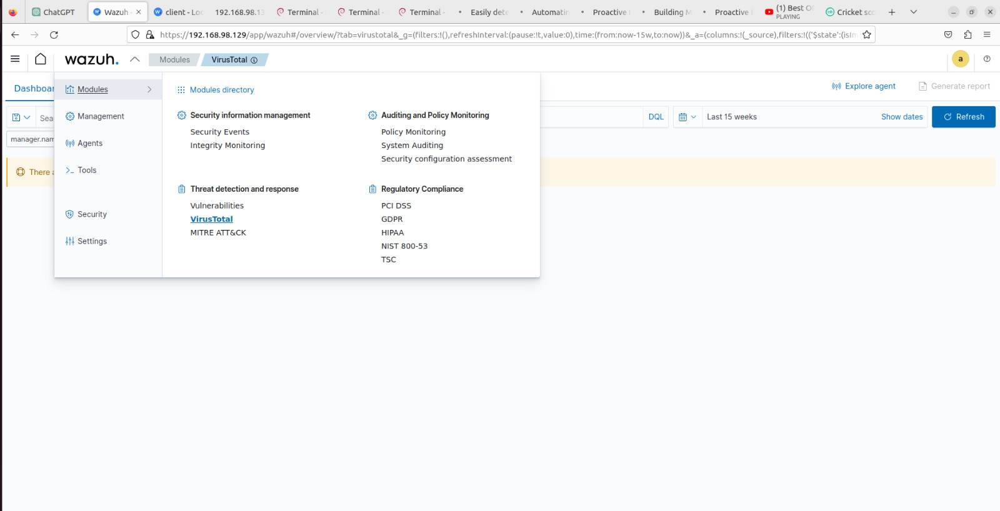 ChatGPT
Wazuh -
client - Loc
192.168.98.13
Terminal -
Terminal -
Terminal -
Easily dete
Automatin
Proactive
Building M
Proactive
(1) Best O
PLAYING
Cricket sco
https://192.168.98.129/app/wazuh#/overview/?tab=virustotal&_g=(filters:!(),refreshInterval:(pause:!t,value:0),time:(from:now-15w,to:now))&_a=(columns:!(_source),filters:!(('$state':(isIm
wazuh.
Modules
VirusTotal
a
Dashboar
Explore agent
Generate report
Sea
DQL
Last 15 weeks
Show dates
Refresh
manager.nam
There a
Modules
Management
Agents
Tools
Security
Settings
Modules directory
Security information management
Security Events
Integrity Monitoring
Auditing and Policy Monitoring
Policy Monitoring
System Auditing
Security configuration assessment
Threat detection and response
Vulnerabilities
VirusTotal
MITRE ATT&CK
Regulatory Compliance
PCI DSS
GDPR
HIPAA
NIST 800-53
TSC